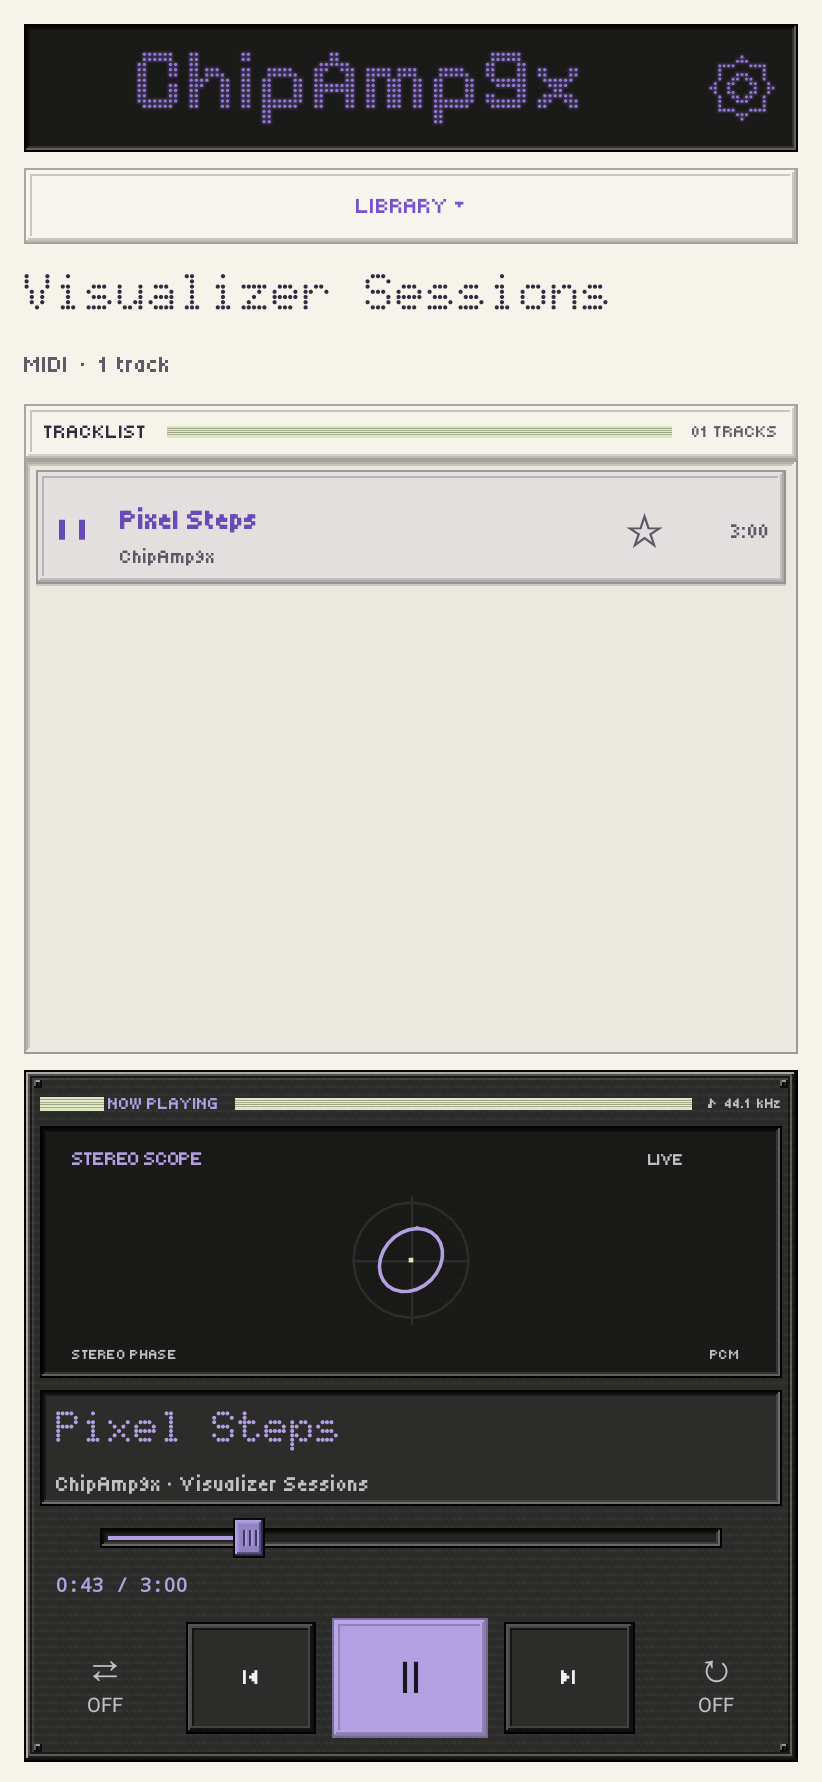 ChipAmp9x
LIBRARY ▾
Visualizer Sessions
MIDI · 1 track
TRACKLIST
01 TRACKS
Pixel Steps
ChipAmp9x
3:00
NOW PLAYING
♪ 44.1 kHz
STEREO SCOPE
LIVE
STEREO PHASE
PCM
Pixel Steps
ChipAmp9x · Visualizer Sessions
0:43 / 3:00
OFF
OFF